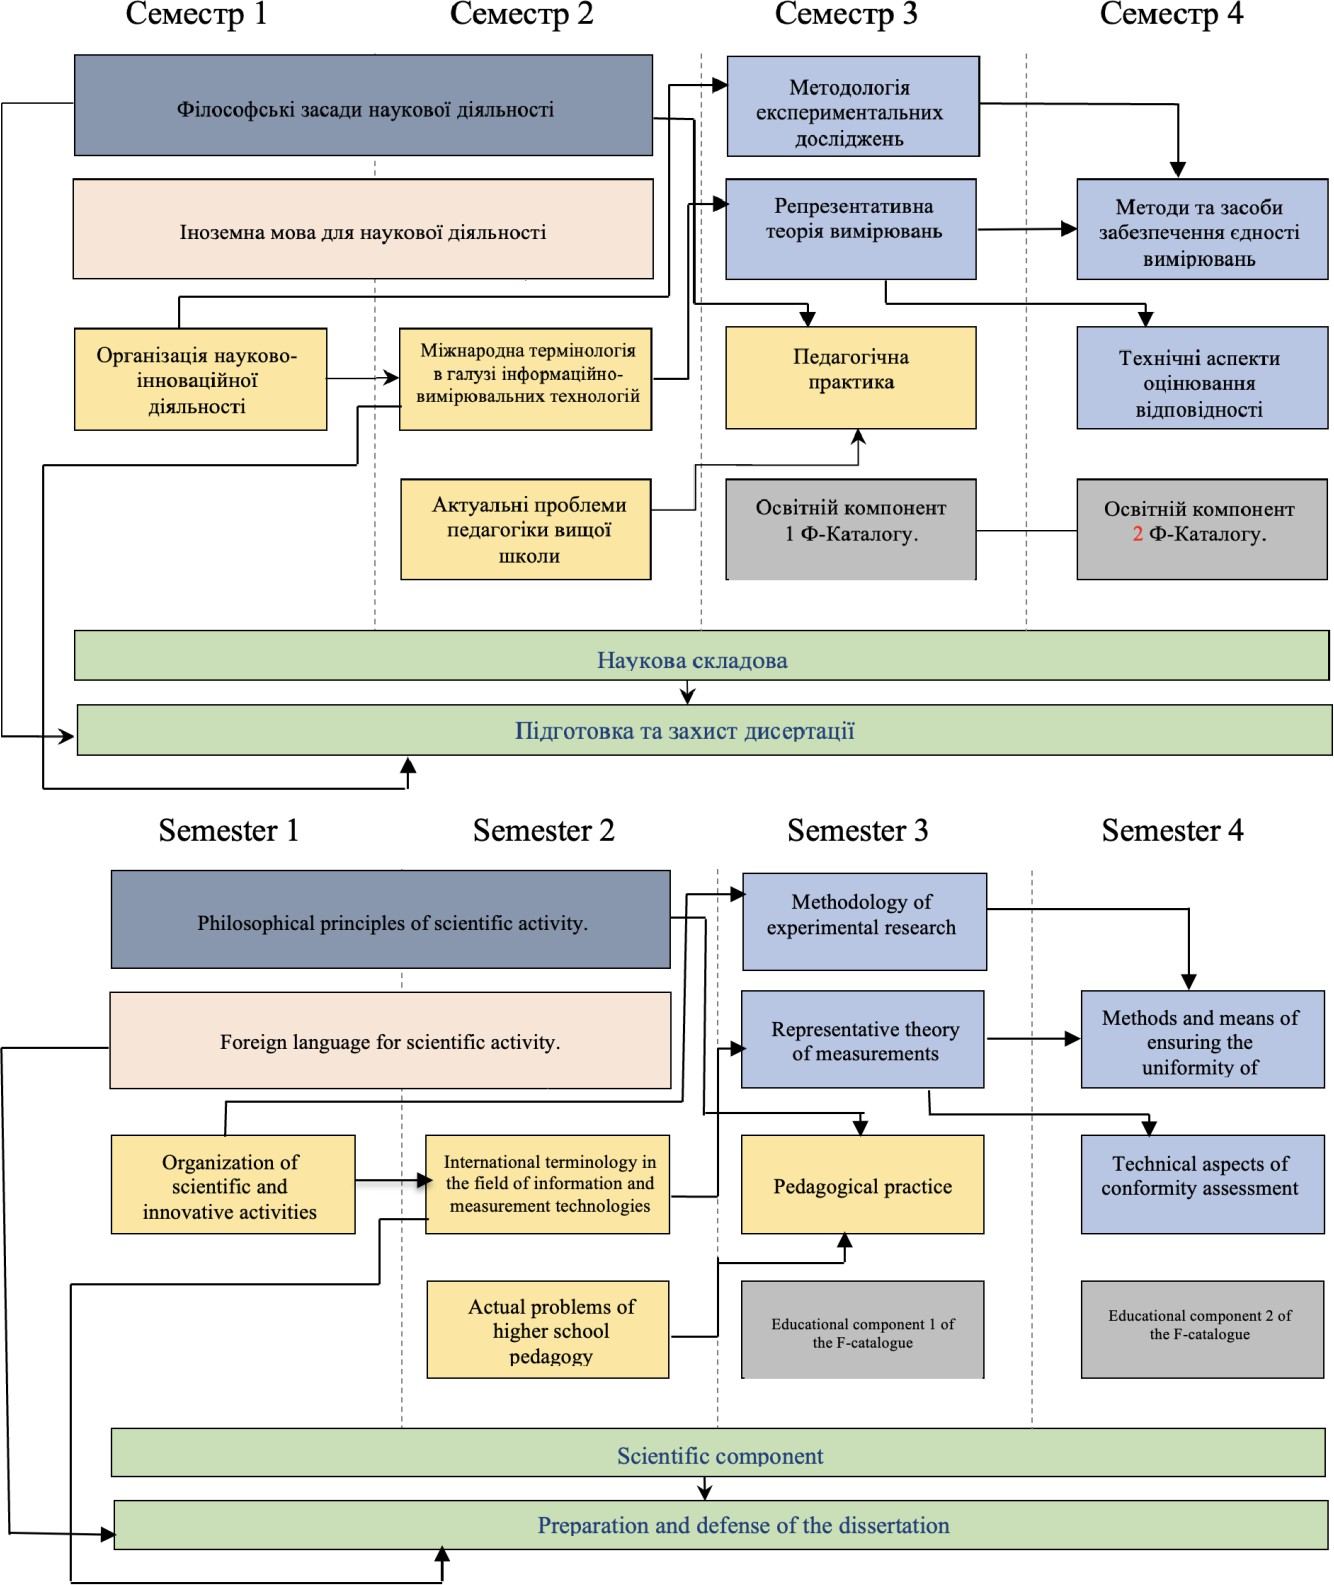 Семестр 1
Семестр 2
Семестр 3
Семестр 4
Філософські засади наукової діяльності
Методологія
експериментальних
досліджень
Іноземна мова для наукової діяльності
Репрезентативна
теорія вимірювань
Методи та засоби
забезпечення єдності
вимірювань
Організація науково-
інноваційної
діяльності
Міжнародна термінологія
в галузі інформаційно-
вимірювальних технологій
Педагогічна
практика
Технічні аспекти
оцінювання
відповідності
Актуальні проблеми
педагогіки вищої
школи
Освітній компонент
1 Ф-Каталогу.
Освітній компонент
2 Ф-Каталогу.
Наукова складова
Підготовка та захист дисертації
Semester 1
Semester 2
Semester 3
Semester 4
Philosophical principles of scientific activity.
Methodology of
experimental research
Foreign language for scientific activity.
Representative theory
of measurements
Methods and means of
ensuring the
uniformity of
Organization of
scientific and
innovative activities
International terminology in
the field of information and
measurement technologies
Pedagogical practice
Technical aspects of
conformity assessment
Actual problems of
higher school
pedagogy
Educational component 1 of
the F-catalogue
Educational component 2 of
the F-catalogue
Scientific component
Preparation and defense of the dissertation